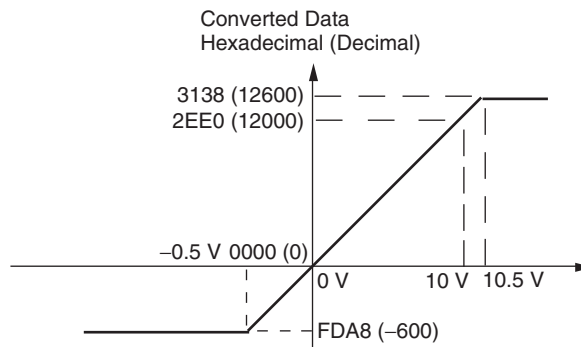 Converted Data
Hexadecimal (Decimal)
3138 (12600)
2EE0 (12000)
–0.5 V 0000 (0)
0 V
10 V
10.5 V
FDA8 (–600)